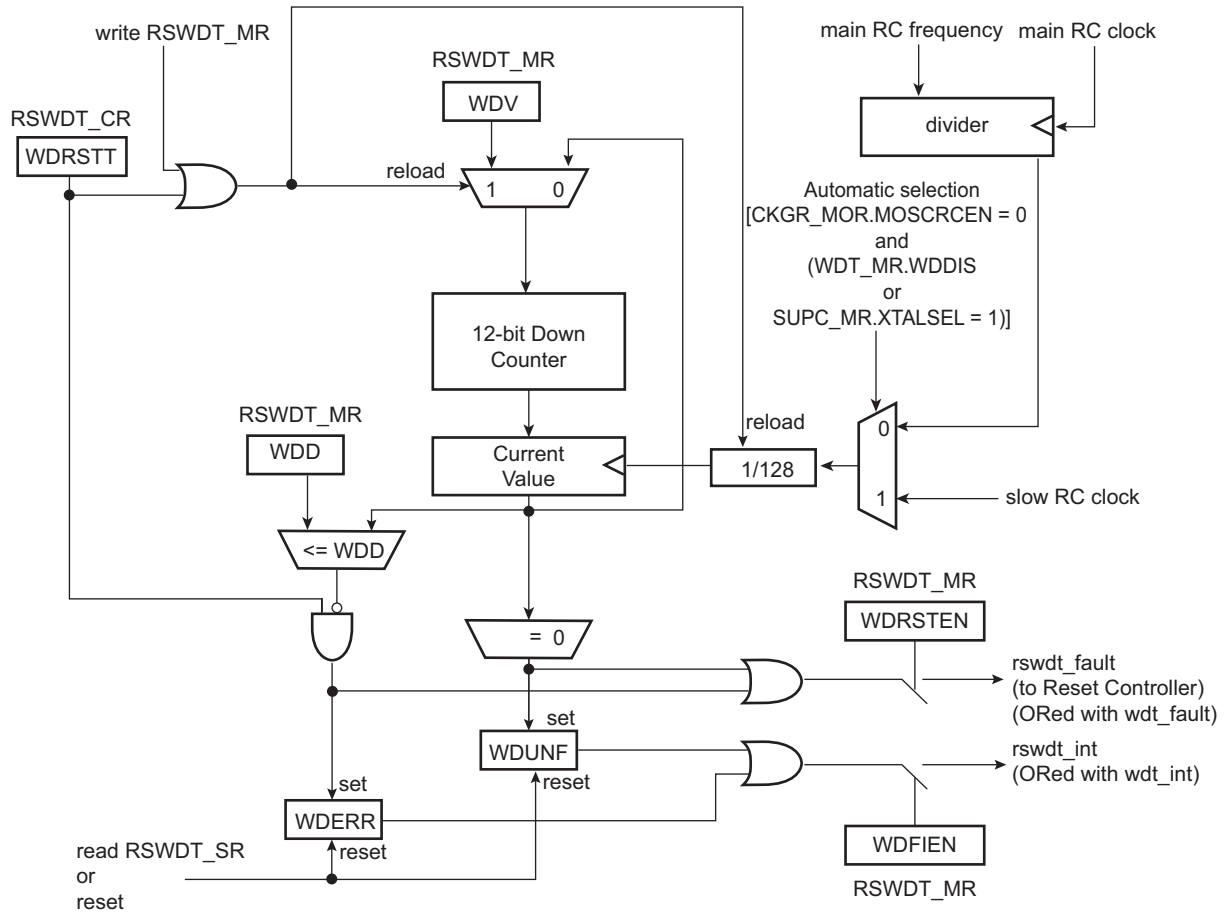 write RSWDT_MR
main RC frequency
main RC clock
RSWDT_MR
WDV
divider
RSWDT_CR
WDRSTT
reload
1 0
Automatic selection
[CKGR_MOR.MOSCRCEN = 0
and
(WDT_MR.WDDIS
or
SUPC_MR.XTALSEL = 1)]
12-bit Down
Counter
RSWDT_MR
WDD
Current
Value
reload
1/128
0
1
slow RC clock
<= WDD
= 0
RSWDT_MR
WDRSTEN
rswdt_fault
(to Reset Controller)
(ORed with wdt_fault)
set
WDUNF
reset
rswdt_int
(ORed with wdt_int)
set
WDERR
reset
WDFIEN
RSWDT_MR
read RSWDT_SR
or
reset